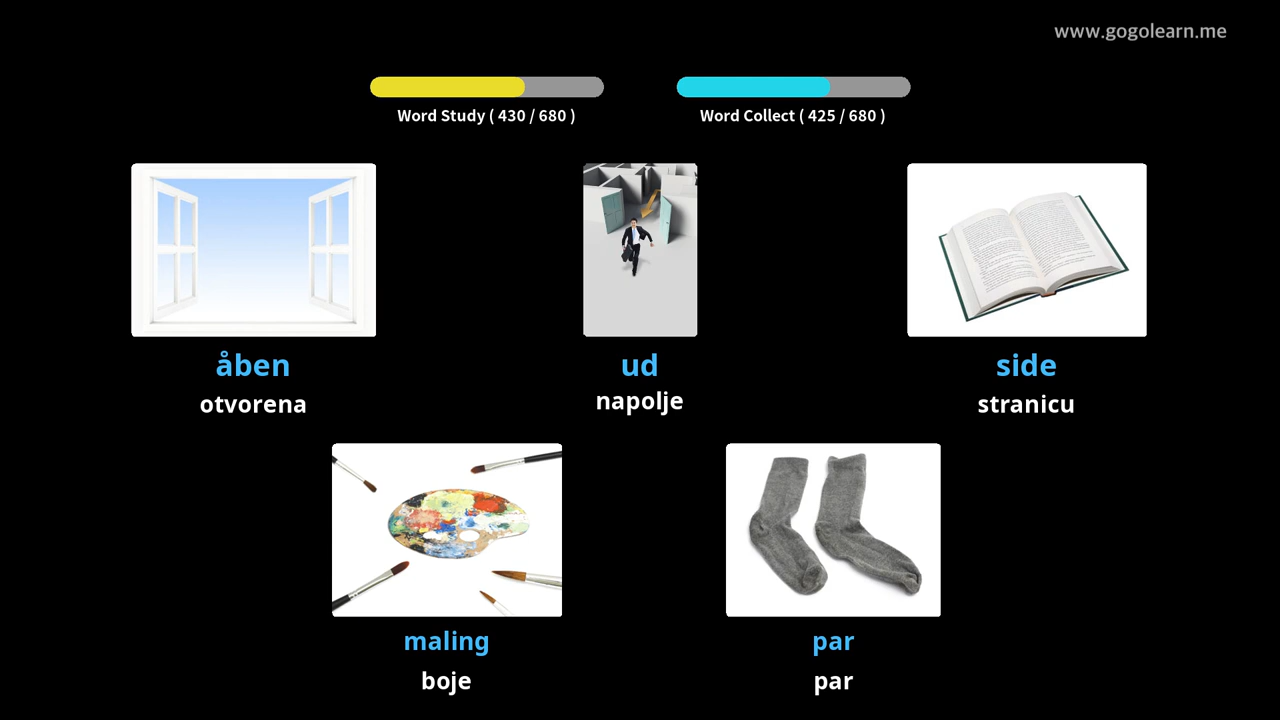 www.gogolearn.me
Word Study ( 430 / 680 )
Word Collect ( 425 / 680 )
åben
otvorena
ud
napolje
side
stranicu
maling
boje
par
par